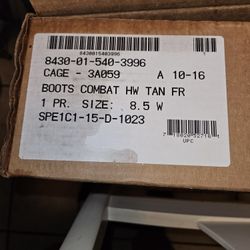 8430015403996
8430-01-540-3996
CAGE - 3A059 A 10-16
BOOTS COMBAT HW TAN FR
1 PR. SIZE: 8.5 W
SPE1C1-15-D-1023
UPC